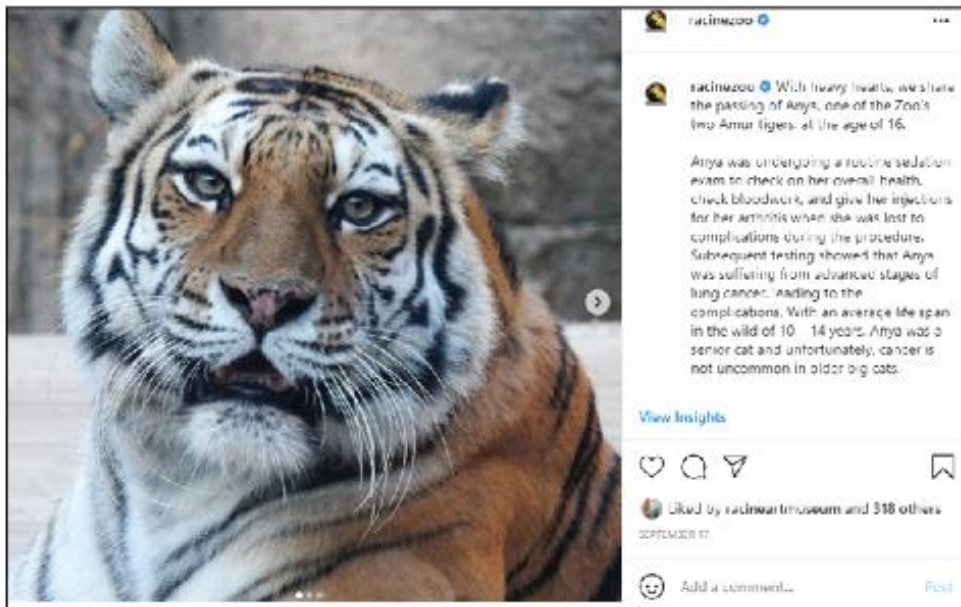 racinezoo
racinezoo With heavy hearts, we share
the passing of Anya, one of the Zoo's
two Amur tigers, at the age of 16.
Anya was undergoing a routine sedation
exam to check on her overall health,
check bloodwork, and give her injections
for her arthritis when she was lost to
complications during the procedure.
Subsequent testing showed that Anya
was suffering from advanced stages of
lung cancer, leading to the
complications. With an average life span
in the wild of 10 - 14 years, Anya was a
senior cat and unfortunately, cancer is
not uncommon in older big cats.
View Insights
Liked by racineartmuseum and 318 others
SEPTEMBER 17
Add a comment...
Post